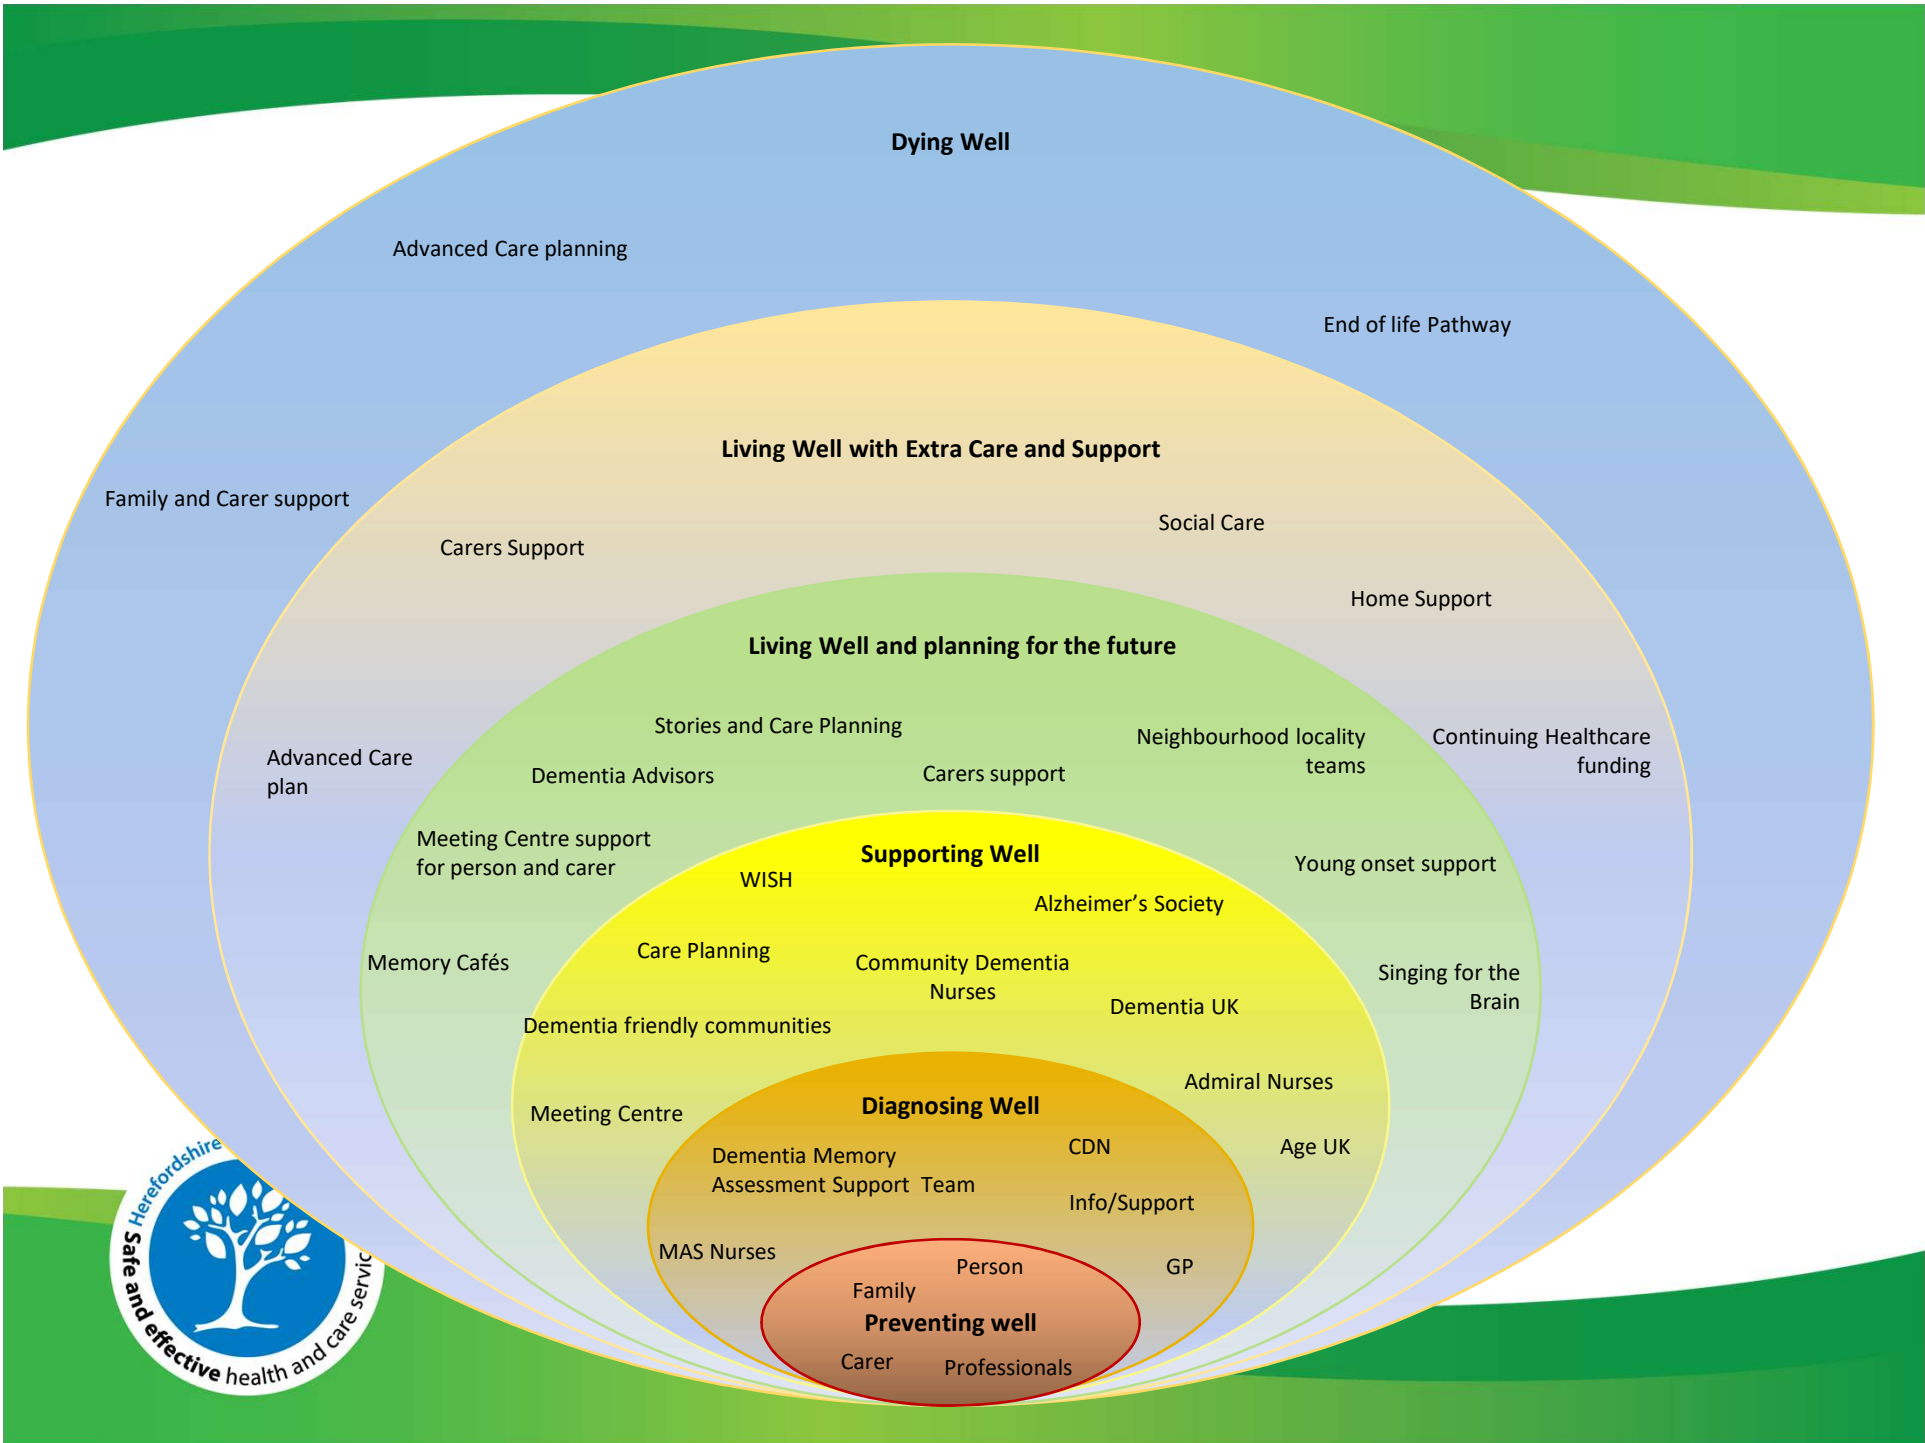 Dying Well
Advanced Care planning
End of life Pathway
Living Well with Extra Care and Support
Family and Carer support
Social Care
Carers Support
Home Support
Living Well and planning for the future
Stories and Care Planning
Neighbourhood locality
teams
Continuing Healthcare
funding
Advanced Care
plan
Dementia Advisors
Carers support
Meeting Centre support
for person and carer
Supporting Well
WISH
Young onset support
Alzheimer’s Society
Care Planning
Memory Cafés
Community Dementia
Nurses
Singing for the
Brain
Dementia UK
Dementia friendly communities
Admiral Nurses
Diagnosing Well
Meeting Centre
CDN
Age UK
Dementia Memory
Assessment Support Team
Info/Support
MAS Nurses
GP
Person
Family
Preventing well
Carer
Professionals
Herefordshire
Safe and effective health and care servic